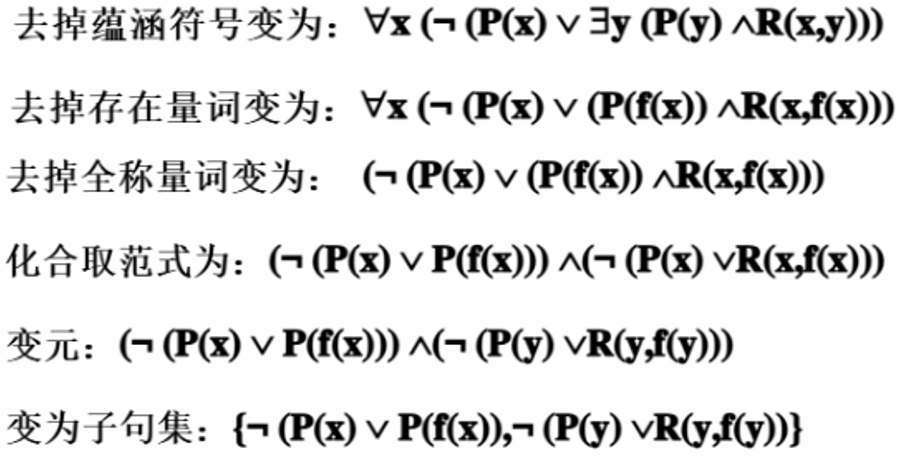 去掉蕴涵符号变为：∀x (¬ (P(x) ∨ ∃y (P(y) ∧R(x,y)))
去掉存在量词变为：∀x (¬ (P(x) ∨ (P(f(x)) ∧R(x,f(x)))
去掉全称量词变为： (¬ (P(x) ∨ (P(f(x)) ∧R(x,f(x)))
化合取范式为：(¬ (P(x) ∨ P(f(x))) ∧(¬ (P(x) ∨R(x,f(x)))
变元：(¬ (P(x) ∨ P(f(x))) ∧(¬ (P(y) ∨R(y,f(y)))
变为子句集：{¬ (P(x) ∨ P(f(x)),¬ (P(y) ∨R(y,f(y))}